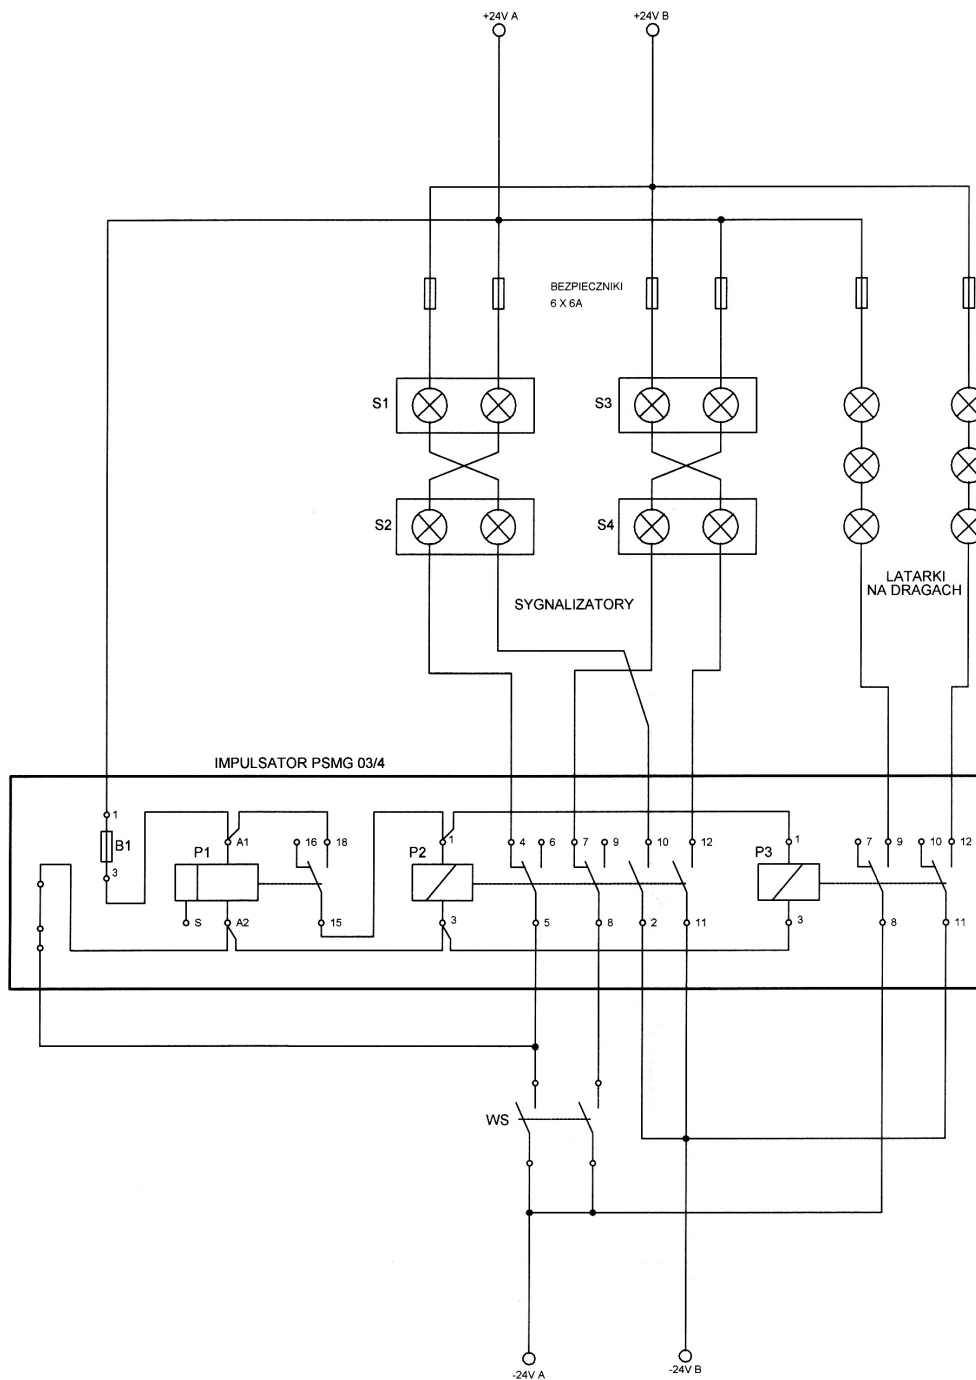 +24V A
+24V B
BEZPIECZNIKI
6 X 6A
S1
S3
S2
S4
LATARKI
NA DRAGACH
SYGNALIZATORY
IMPULSATOR PSMG 03/4
1
B1
3
P1
A1
16
18
S
A2
15
P2
1
3
4
6
7
9
10
12
5
8
2
11
P3
1
3
7
9
10
12
8
11
WS
-24V A
-24V B